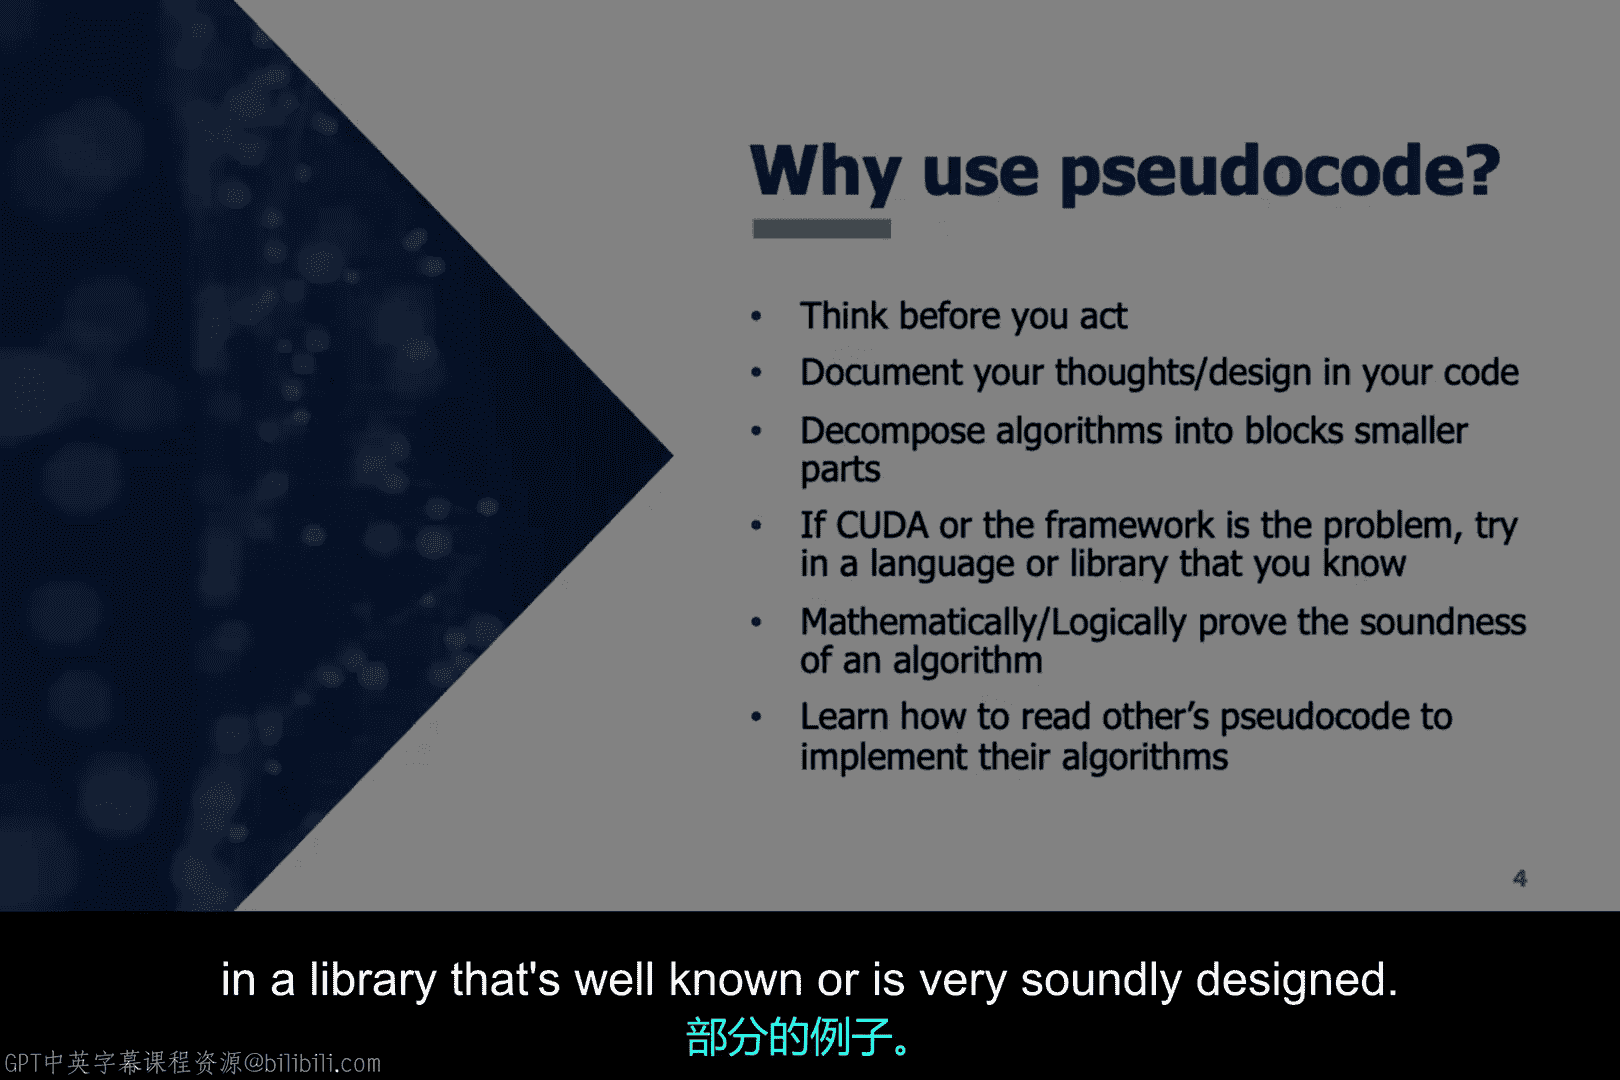 Why use pseudocode?
• Think before you act
• Document your thoughts/design in your code
• Decompose algorithms into blocks smaller
parts
• If CUDA or the framework is the problem, try
in a language or library that you know
• Mathematically/Logically prove the soundness
of an algorithm
• Learn how to read other’s pseudocode to
implement their algorithms
4
in a library that's well known or is very soundly designed.
部分的例子。
GPT中英字幕课程资源@bilibili.com